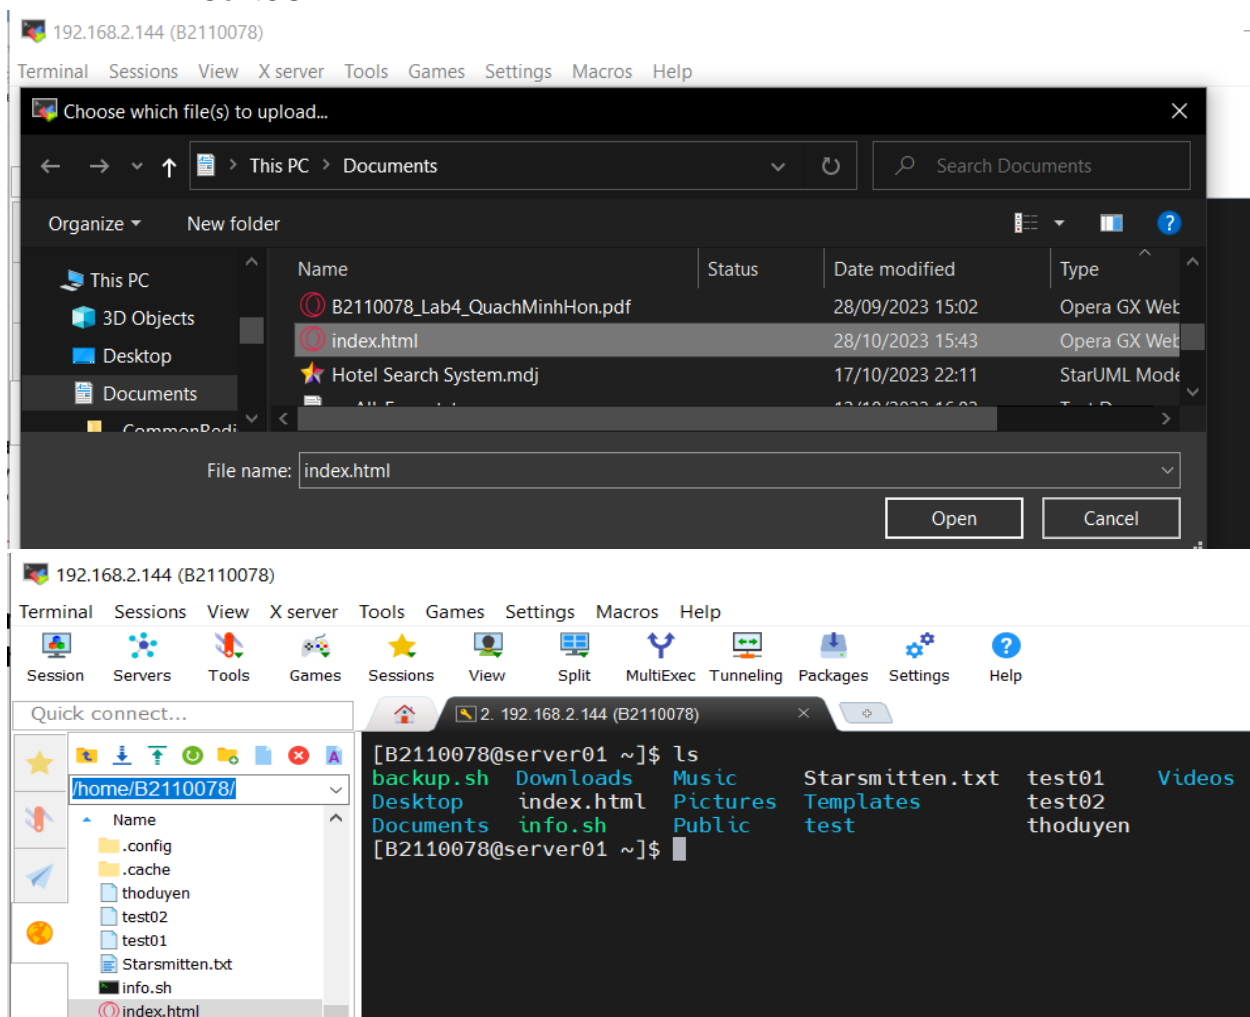 192.168.2.144 (B2110078)
Terminal Sessions View X server Tools Games Settings Macros Help
Choose which file(s) to upload...
This PC > Documents
Search Documents
Organize New folder
Name Status Date modified Type
This PC
3D Objects
Desktop
Documents
B2110078_Lab4_QuachMinhHon.pdf 28/09/2023 15:02 Opera GX Web
index.html 28/10/2023 15:43 Opera GX Web
Hotel Search System.mdj 17/10/2023 22:11 StarUML Mode
File name: index.html
Open Cancel
192.168.2.144 (B2110078)
Terminal Sessions View X server Tools Games Settings Macros Help
Session Servers Tools Games Sessions View Split MultiExec Tunneling Packages Settings Help
Quick connect...
2. 192.168.2.144 (B2110078)
/home/B2110078/
Name
.config
.cache
thoduyen
test02
test01
Starsmitten.txt
info.sh
index.html
[B2110078@server01 ~]$ ls
backup.sh Downloads Music Starsmitten.txt test01 Videos
Desktop index.html Pictures Templates test02
Documents info.sh Public test thoduyen
[B2110078@server01 ~]$